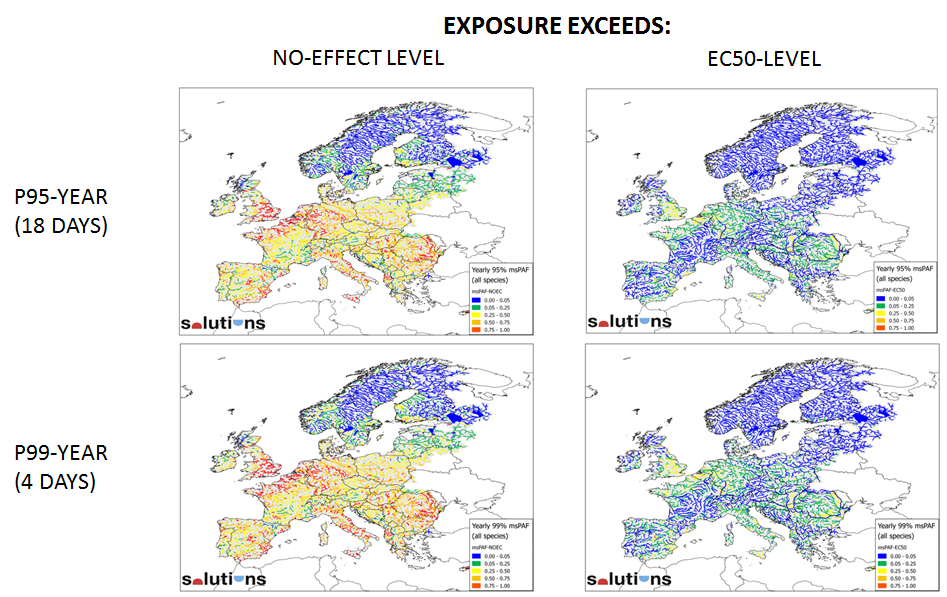 EXPOSURE EXCEEDS:
NO-EFFECT LEVEL
EC50-LEVEL
P95-YEAR
(18 DAYS)
Yearly 95% msPAF
(all species)
msPAF-NOEC
0.00 - 0.05
0.05 - 0.25
0.25 - 0.50
0.50 - 0.75
0.75 - 1.00
solutions
Yearly 95% msPAF
(all species)
msPAF-EC50
0.00 - 0.05
0.05 - 0.25
0.25 - 0.50
0.50 - 0.75
0.75 - 1.00
solutions
P99-YEAR
(4 DAYS)
Yearly 99% msPAF
(all species)
msPAF-NOEC
0.00 - 0.05
0.05 - 0.25
0.25 - 0.50
0.50 - 0.75
0.75 - 1.00
solutions
Yearly 99% msPAF
(all species)
msPAF-EC50
0.00 - 0.05
0.05 - 0.25
0.25 - 0.50
0.50 - 0.75
0.75 - 1.00
solutions